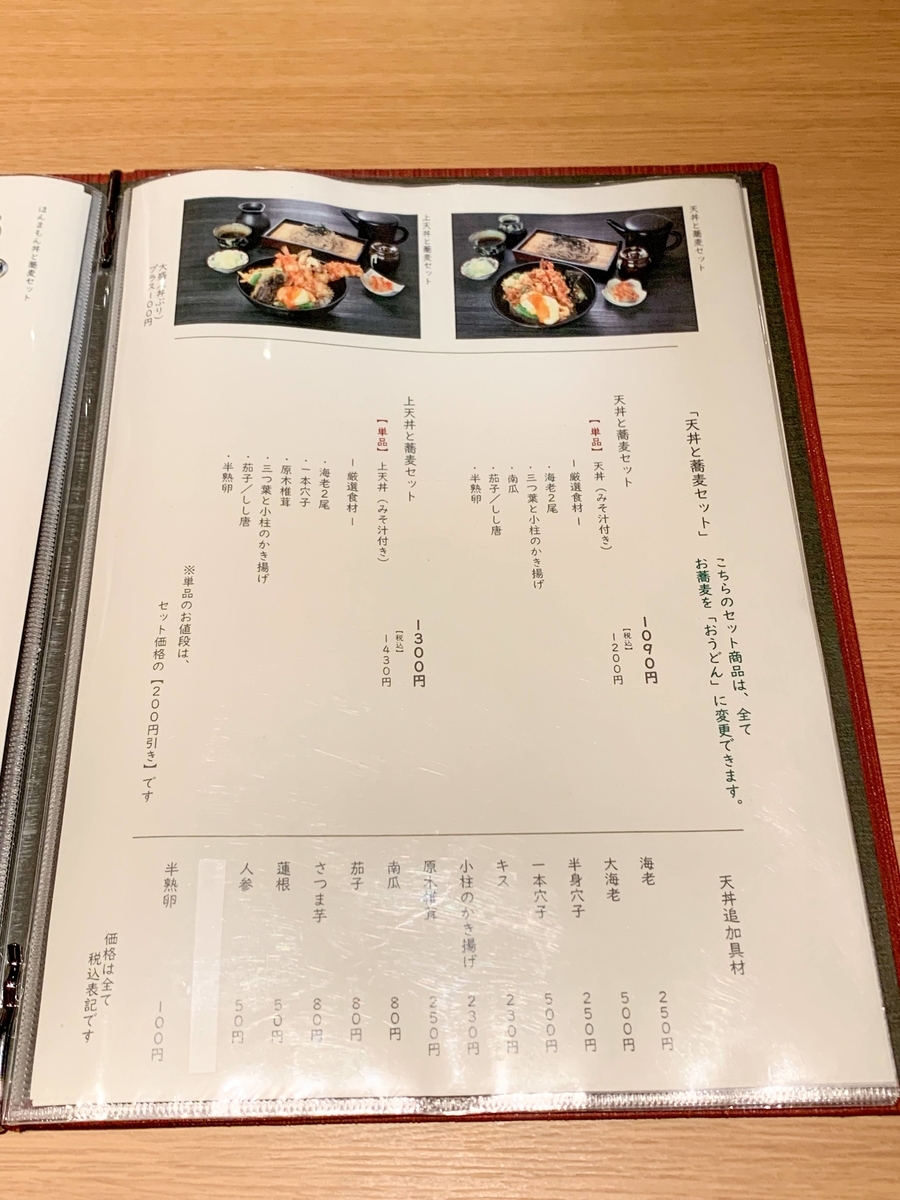 天丼と蕎麦セット
上天丼と蕎麦セット
大盛(丼ぶり)
プラス100円
「天丼と蕎麦セット」
こちらのセット商品は、全て
お蕎麦を「おうどん」に変更できます。
天丼と蕎麦セット
1090円
【税込】
1200円
【単品】 天丼(みそ汁付き)
ー厳選食材ー
・海老2尾
・三つ葉と小柱のかき揚げ
・南瓜
・茄子/しし唐
・半熟卵
上天丼と蕎麦セット
1300円
【税込】
1430円
【単品】 上天丼(みそ汁付き)
ー厳選食材ー
・海老2尾
・一本穴子
・原木椎茸
・三つ葉と小柱のかき揚げ
・茄子/しし唐
・半熟卵
※単品のお値段は、
セット価格の【200円引き】です
天丼追加具材
海老 250円
大海老 500円
半身穴子 250円
一本穴子 500円
キス 230円
小柱のかき揚げ 230円
原木椎茸 250円
南瓜 80円
茄子 80円
さつま芋 80円
蓮根 50円
人参 50円
半熟卵 100円
価格は全て
税込表記です
ほんまもん丼と蕎麦セット